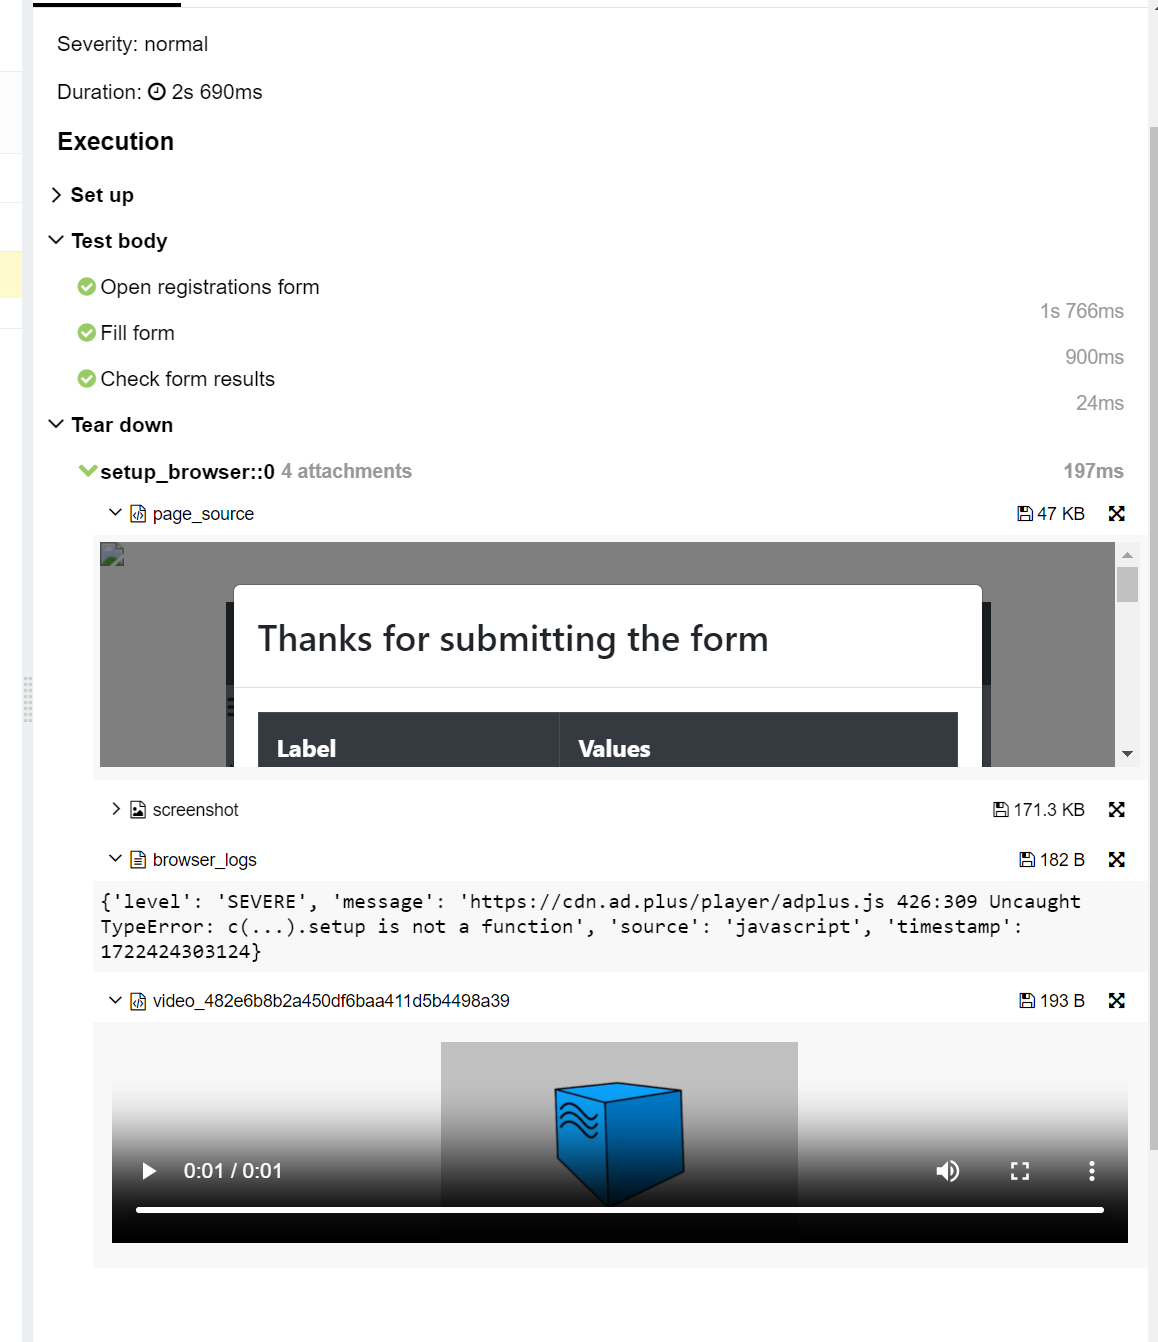 Severity: normal
Duration: 2s 690ms
Execution
Set up
Test body
Open registrations form
1s 766ms
Fill form
900ms
Check form results
24ms
Tear down
setup_browser::0 4 attachments 197ms
page_source 47 KB
Thanks for submitting the form
Label Values
screenshot 171.3 KB
browser_logs 182 B
{'level': 'SEVERE', 'message': 'https://cdn.ad.plus/player/adplus.js 426:309 Uncaught
TypeError: c(...).setup is not a function', 'source': 'javascript', 'timestamp':
1722424303124}
video_482e6b8b2a450df6baa411d5b4498a39 193 B
0:01 / 0:01